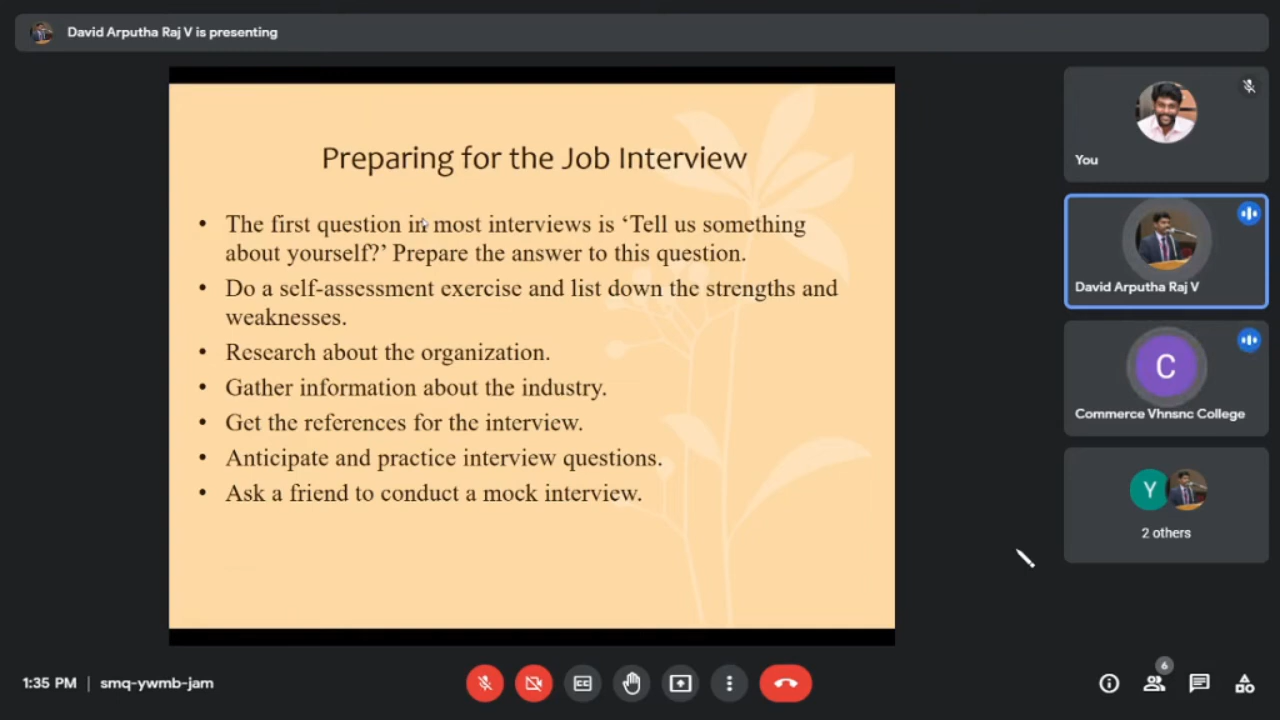 David Arputha Raj V is presenting
Preparing for the Job Interview
• The first question in most interviews is ‘Tell us something
about yourself?’ Prepare the answer to this question.
• Do a self-assessment exercise and list down the strengths and
weaknesses.
• Research about the organization.
• Gather information about the industry.
• Get the references for the interview.
• Anticipate and practice interview questions.
• Ask a friend to conduct a mock interview.
You
David Arputha Raj V
C
Commerce Vhnsnc College
Y
2 others
1:35 PM | smq-ywmb-jam
CC
6